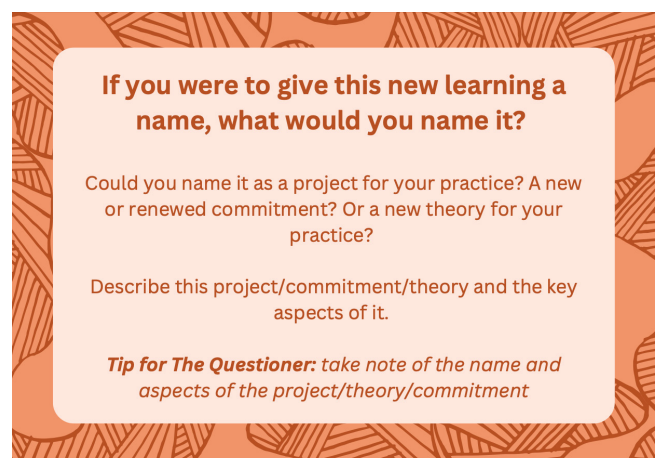 If you were to give this new learning a
name, what would you name it?
Could you name it as a project for your practice? A new
or renewed commitment? Or a new theory for your
practice?
Describe this project/commitment/theory and the key
aspects of it.
Tip for The Questioner: take note of the name and
aspects of the project/theory/commitment